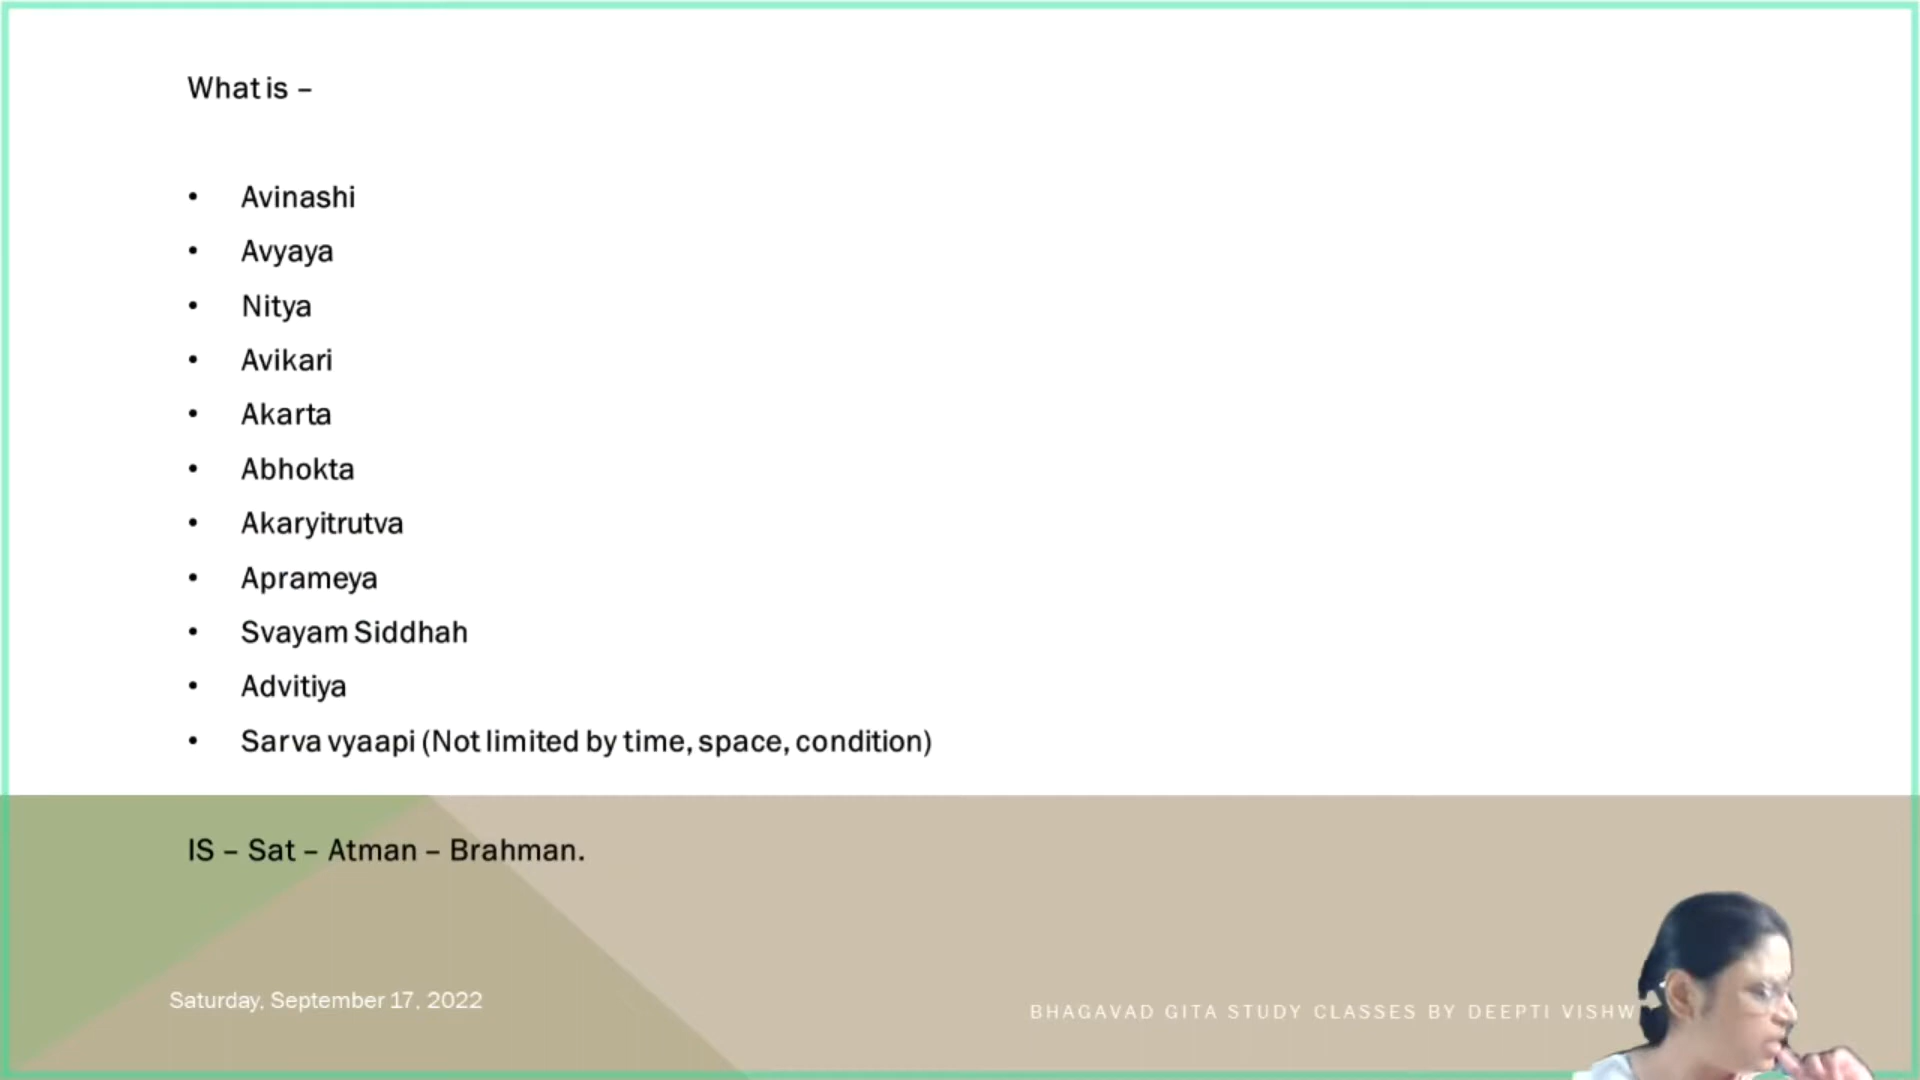 What is –
• Avinashi
• Avyaya
• Nitya
• Avikari
• Akarta
• Abhokta
• Akaryitrutva
• Aprameya
• Svayam Siddhah
• Advitiya
• Sarva vyaapi (Not limited by time, space, condition)
IS – Sat – Atman – Brahman.
Saturday, September 17, 2022
BHAGAVAD GITA STUDY CLASSES BY DEEPTI VISHW